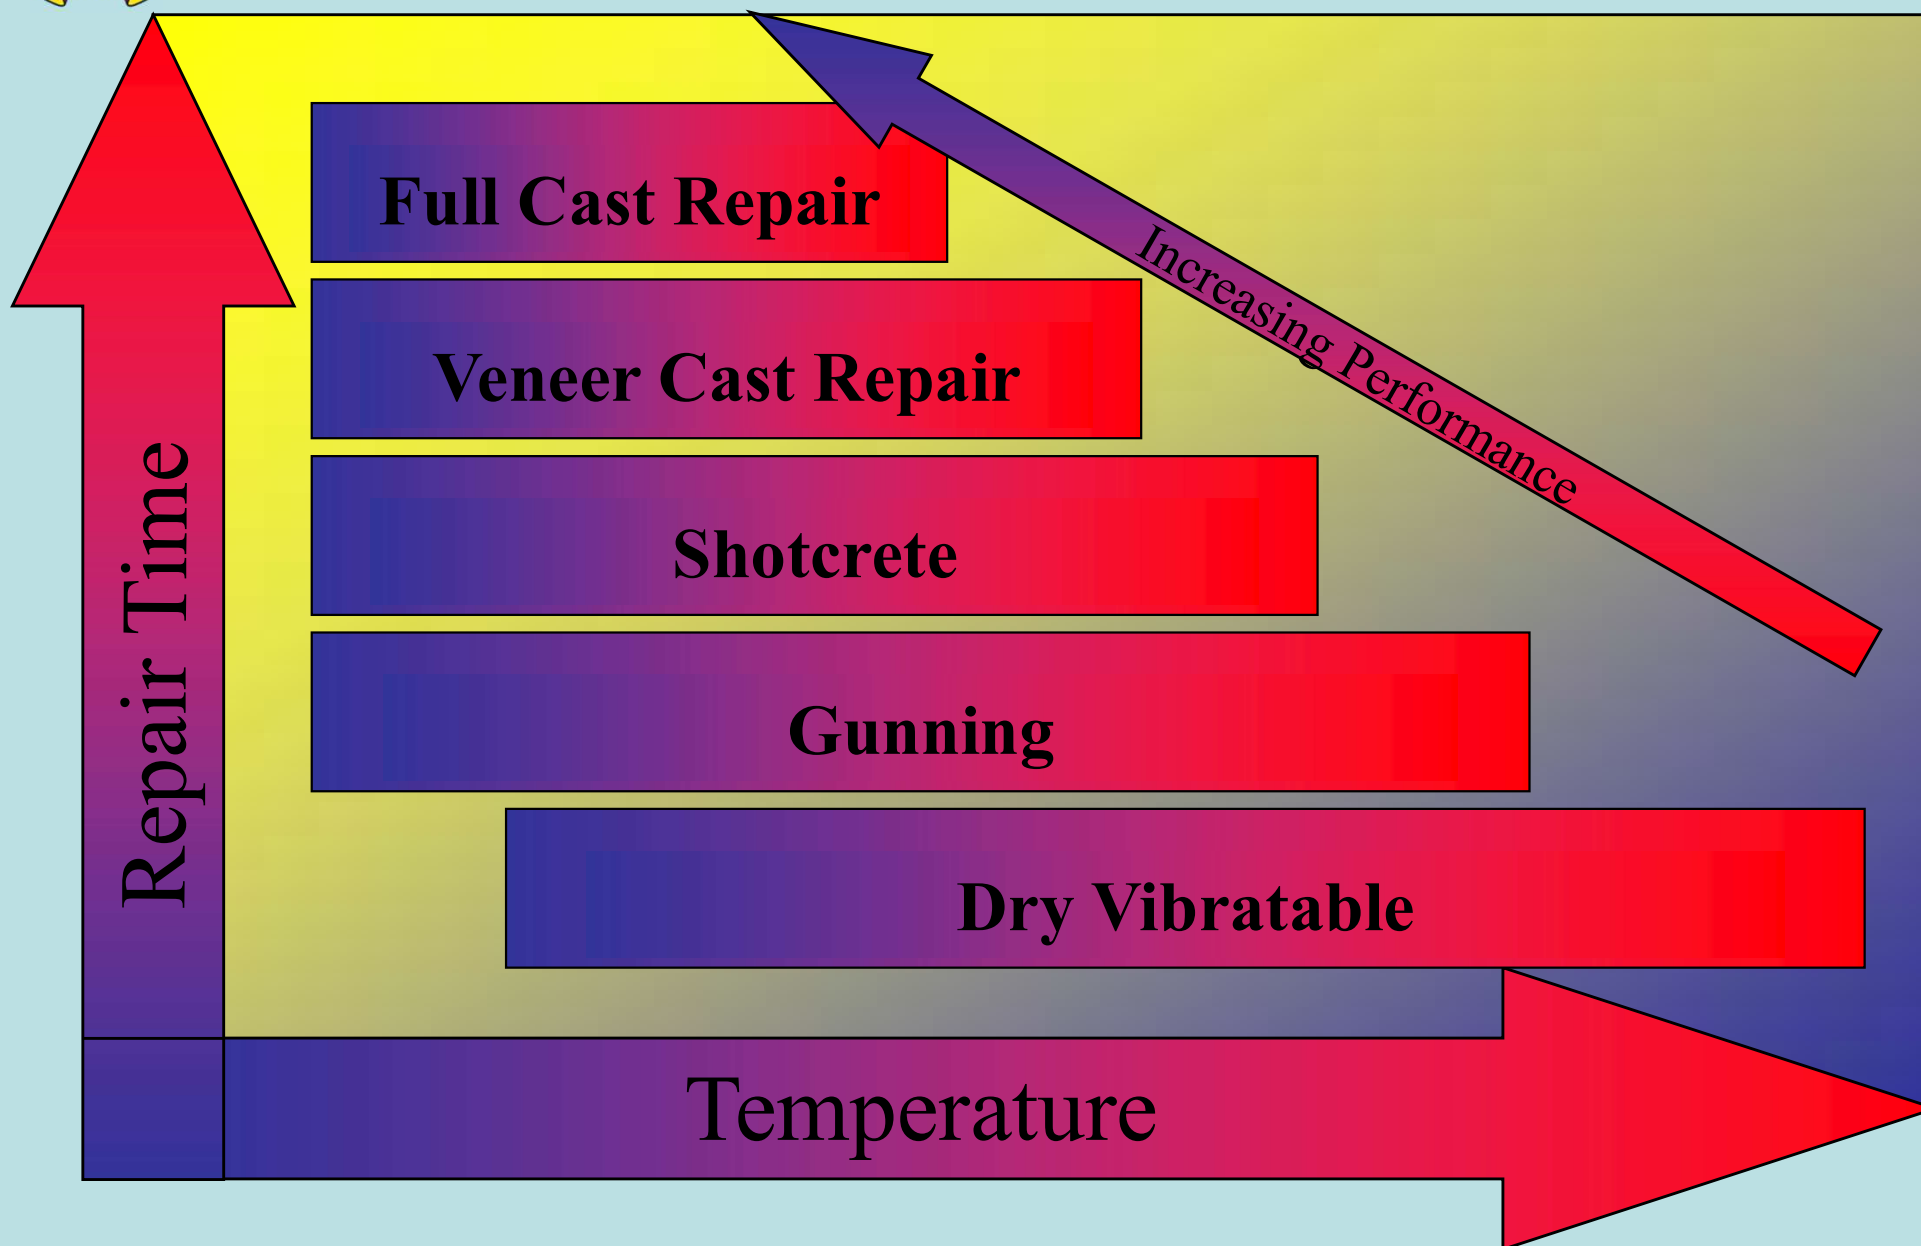 Full Cast Repair
Increasing Performance
Veneer Cast Repair
Shotcrete
Repair Time
Gunning
Dry Vibratable
Temperature